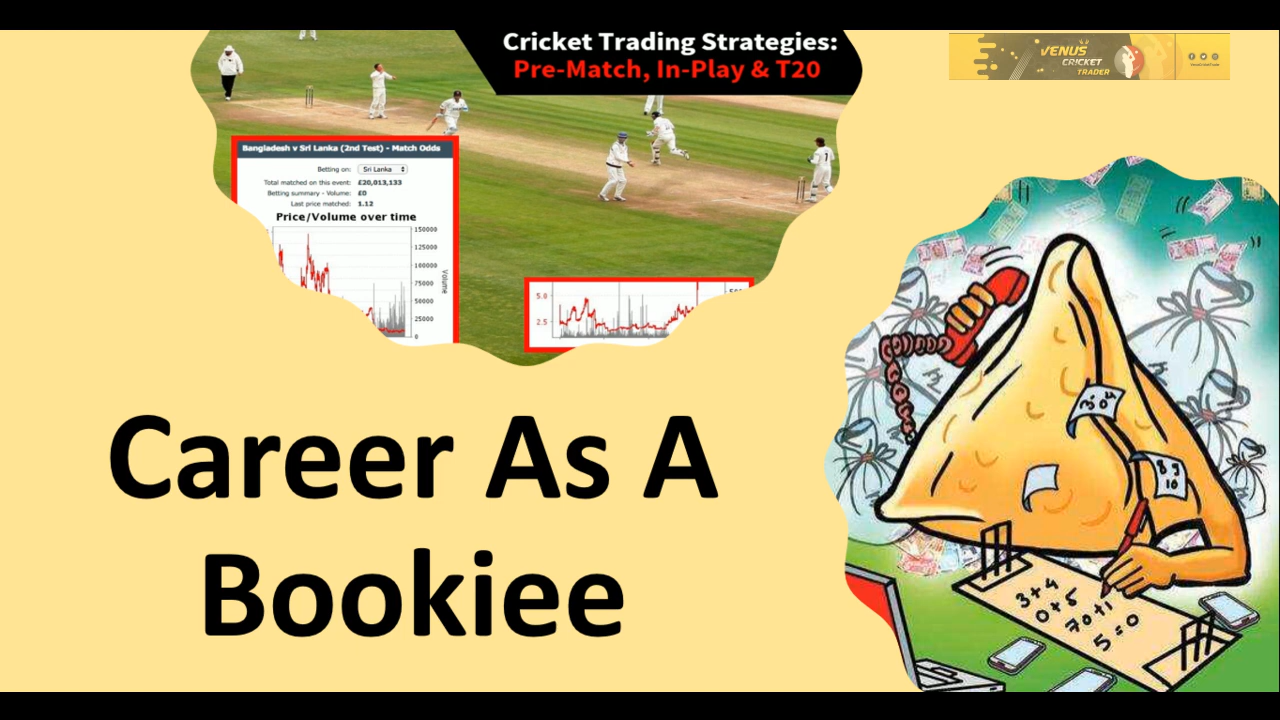 Cricket Trading Strategies:
Pre-Match, In-Play & T20
VENUS
CRICKET
TRADER
Bangladesh v Sri Lanka (2nd Test) - Match Odds
Betting on: Sri Lanka
Total matched on this event: £20,013,133
Betting summary - Volume: £0
Last price matched: 1.12
Price/Volume over time
150000
125000
100000
75000
50000
25000
0
Volume
5.0
2.5
Career As A
Bookiee
3+4
0+6
70+1
5=0